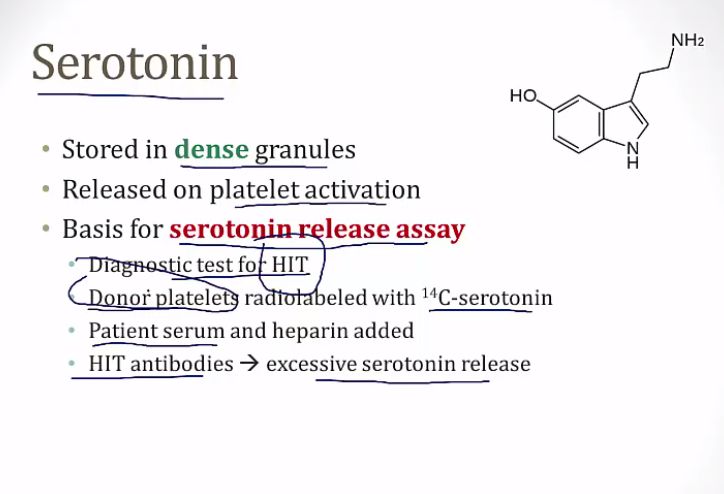 Serotonin
NH₂
HO
N
H
• Stored in dense granules
• Released on platelet activation
• Basis for serotonin release assay
• Diagnostic test for HIT
• Donor platelets radiolabeled with ¹⁴C-serotonin
• Patient serum and heparin added
• HIT antibodies → excessive serotonin release